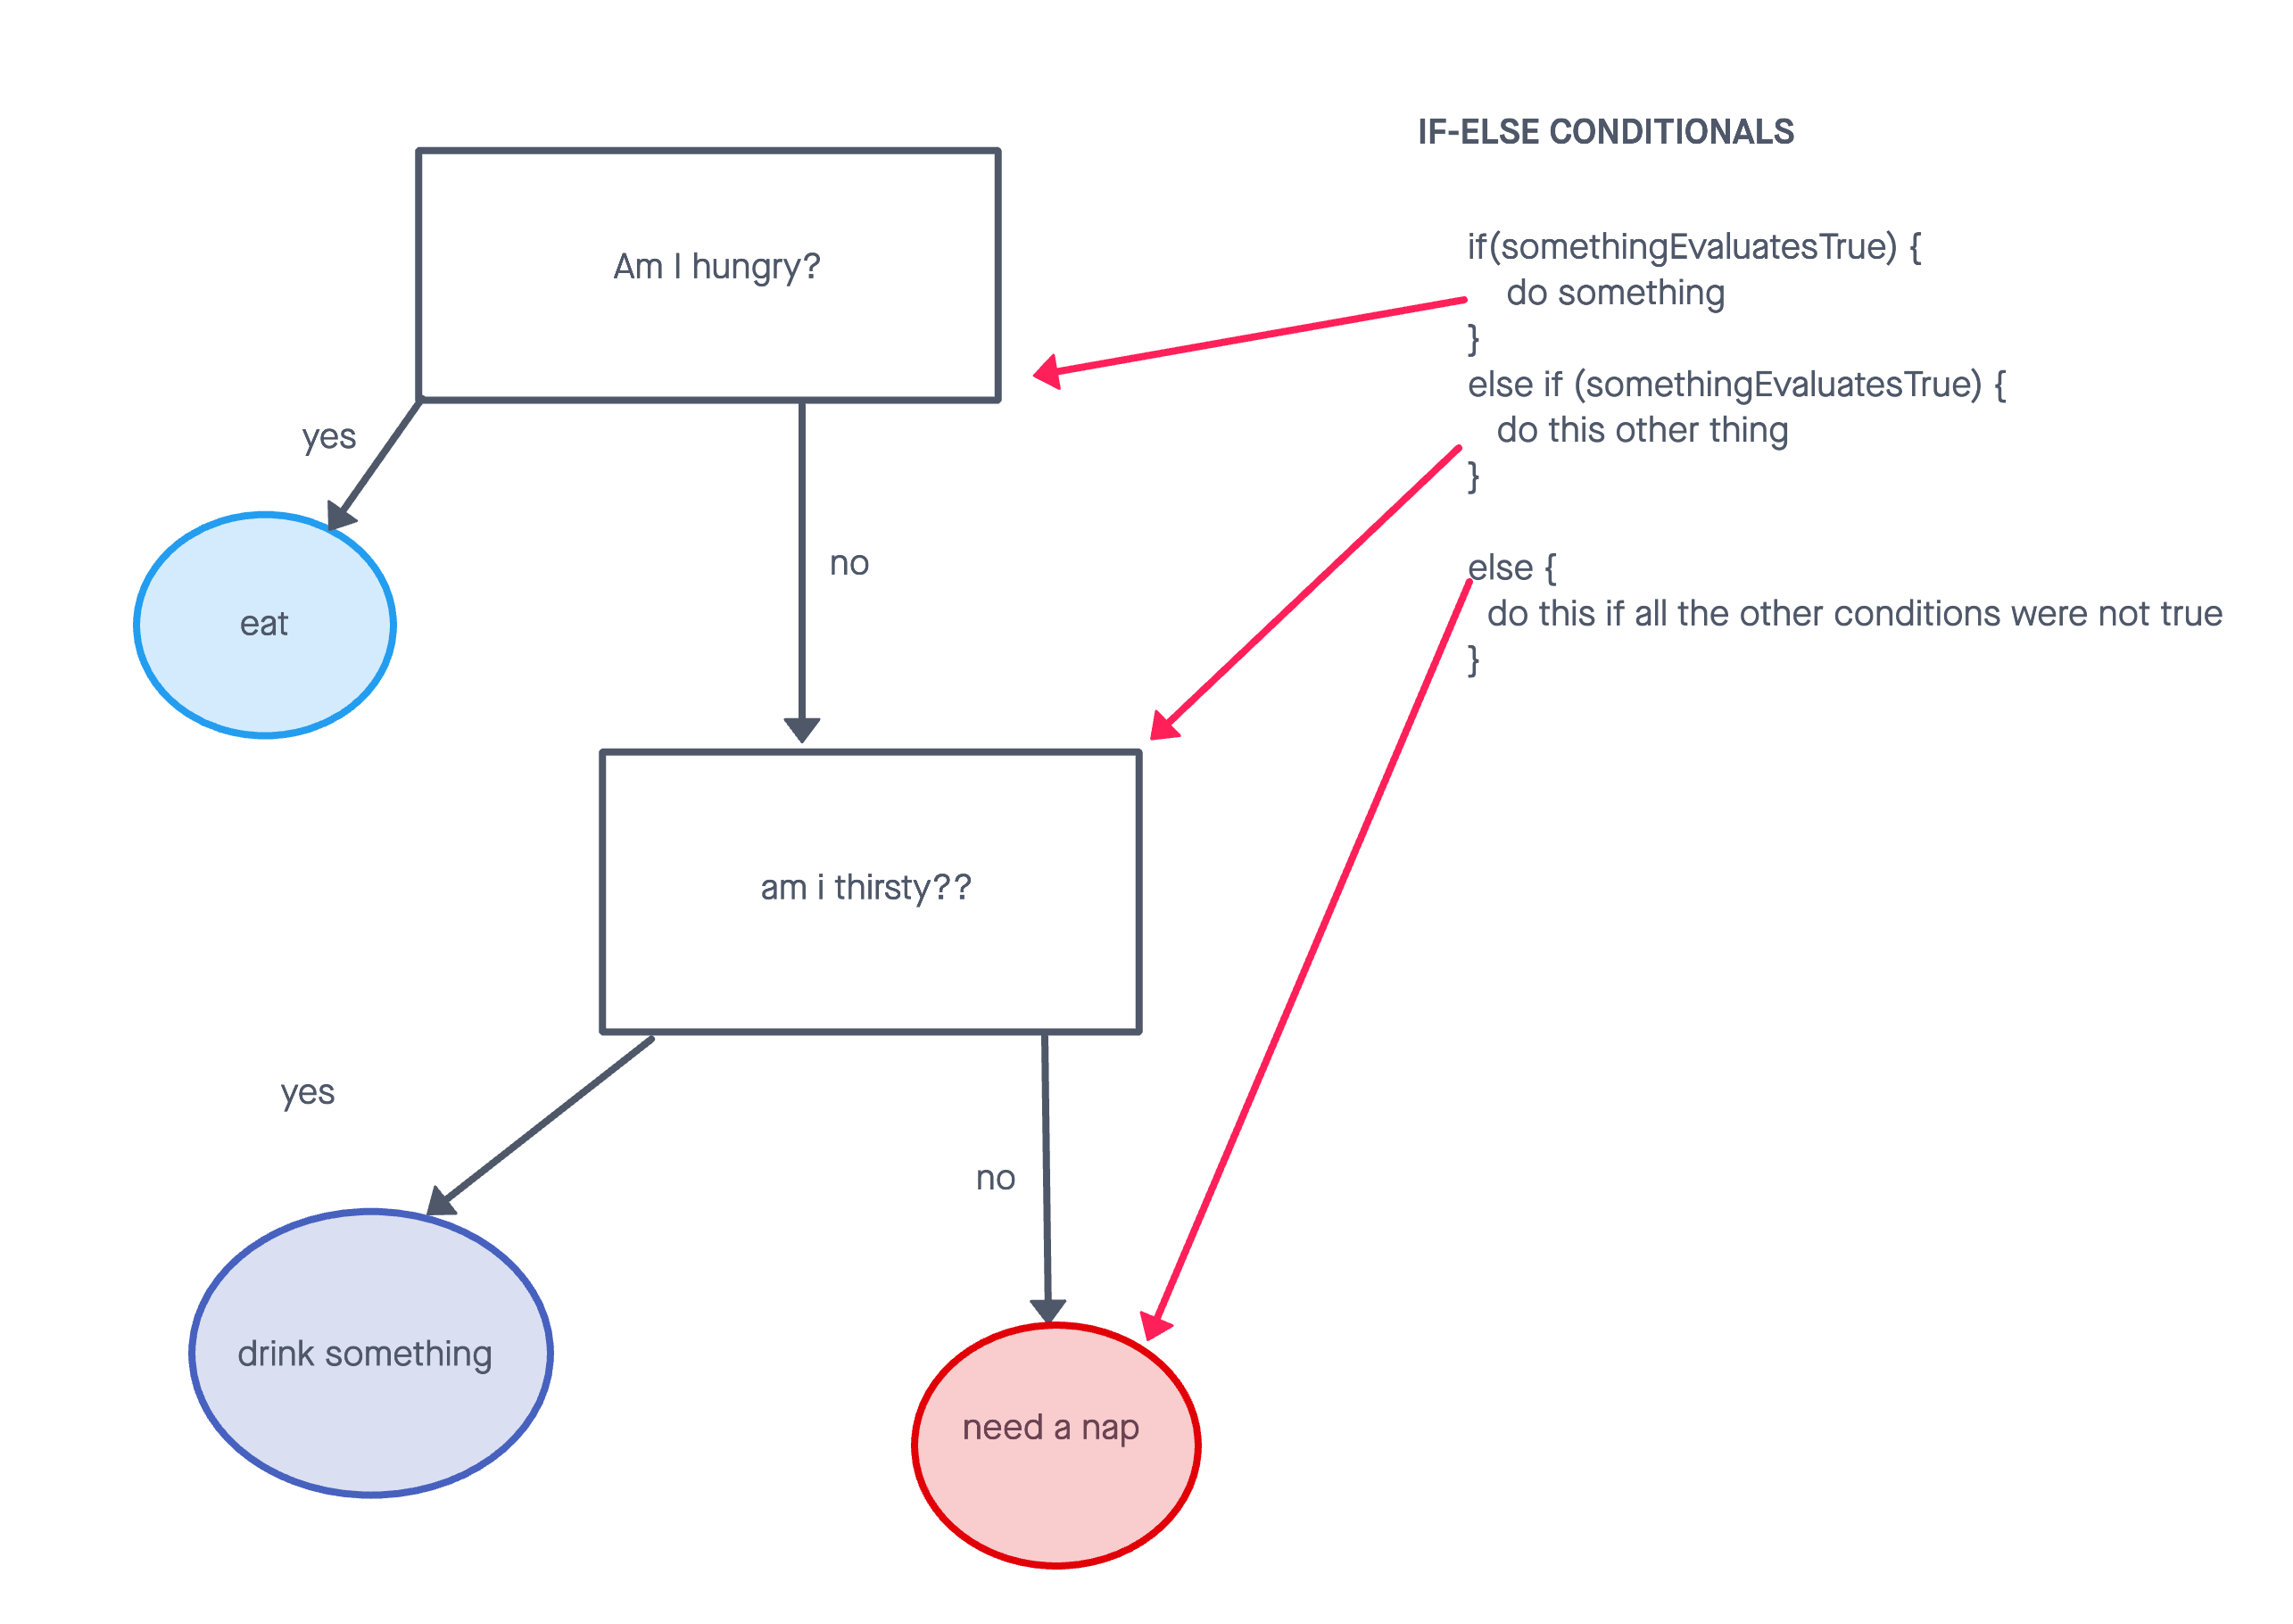 IF-ELSE CONDITIONALS
Am I hungry?
if(somethingEvaluatesTrue) {
do something
}
else if (somethingEvaluatesTrue) {
do this other thing
}
else {
do this if all the other conditions were not true
}
yes
no
eat
am i thirsty??
yes
no
drink something
need a nap